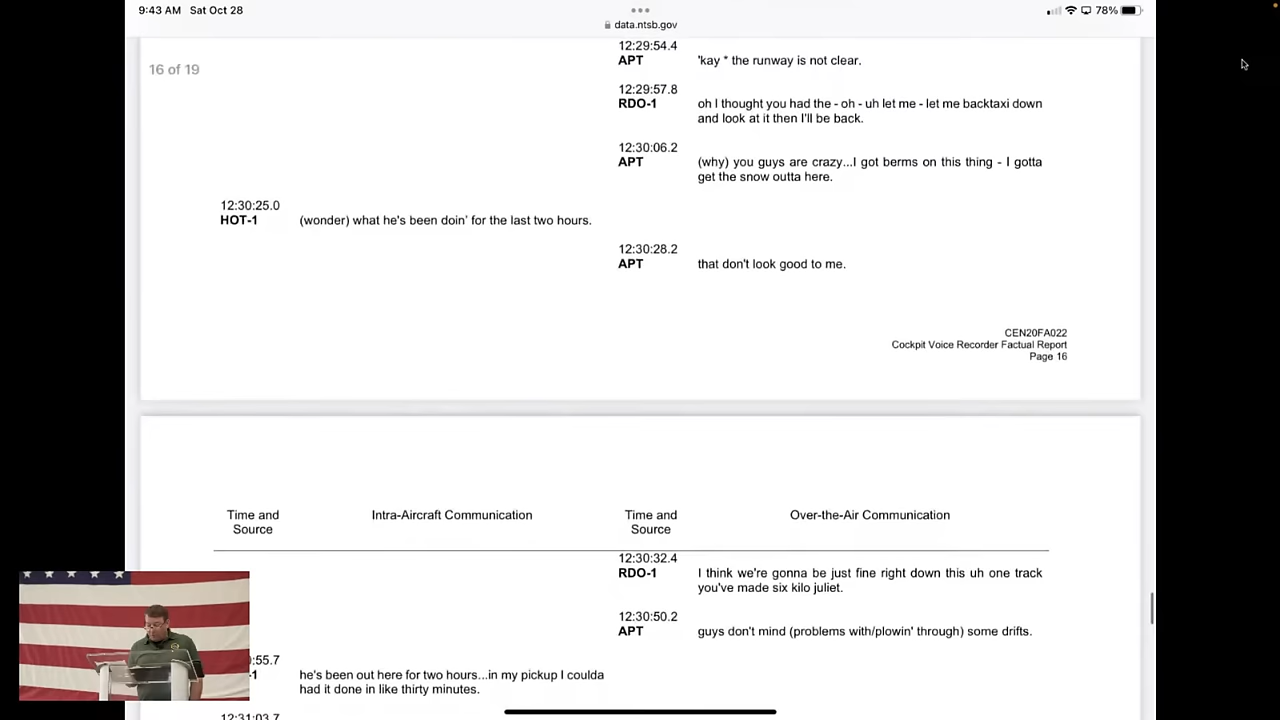 9:43 AM Sat Oct 28
data.ntsb.gov
78%
16 of 19
12:29:54.4
APT 'kay * the runway is not clear.
12:29:57.8
RDO-1 oh I thought you had the - oh - uh let me - let me backtaxi down
and look at it then I'll be back.
12:30:06.2
APT (why) you guys are crazy...I got berms on this thing - I gotta
get the snow outta here.
12:30:25.0
HOT-1 (wonder) what he's been doin' for the last two hours.
12:30:28.2
APT that don't look good to me.
CEN20FA022
Cockpit Voice Recorder Factual Report
Page 16
Time and Source Intra-Aircraft Communication Time and Source Over-the-Air Communication
12:30:32.4
RDO-1 I think we're gonna be just fine right down this uh one track
you've made six kilo juliet.
12:30:50.2
APT guys don't mind (problems with/plowin' through) some drifts.
:55.7
-1 he's been out here for two hours...in my pickup I coulda
had it done in like thirty minutes.
12:31:03.7